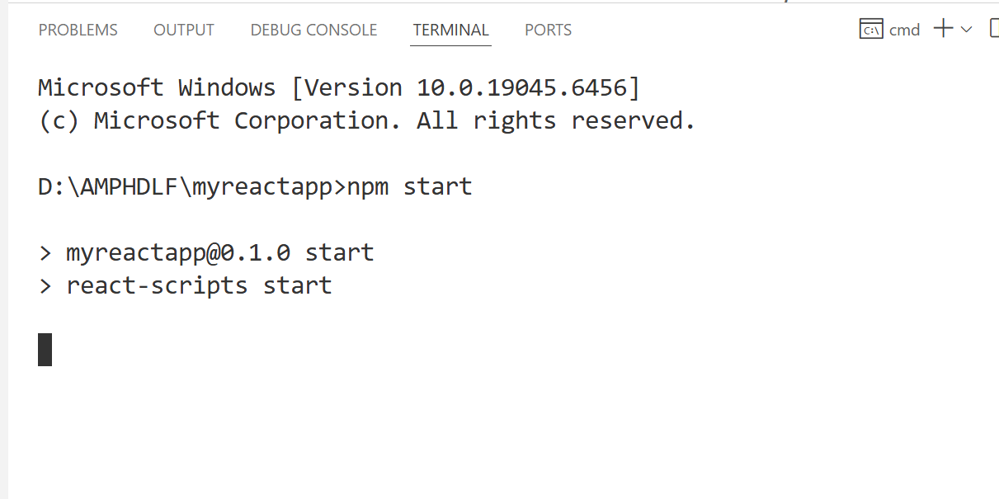 PROBLEMS OUTPUT DEBUG CONSOLE TERMINAL PORTS cmd
Microsoft Windows [Version 10.0.19045.6456]
(c) Microsoft Corporation. All rights reserved.
D:\AMPHDLF\myreactapp>npm start
> myreactapp@0.1.0 start
> react-scripts start